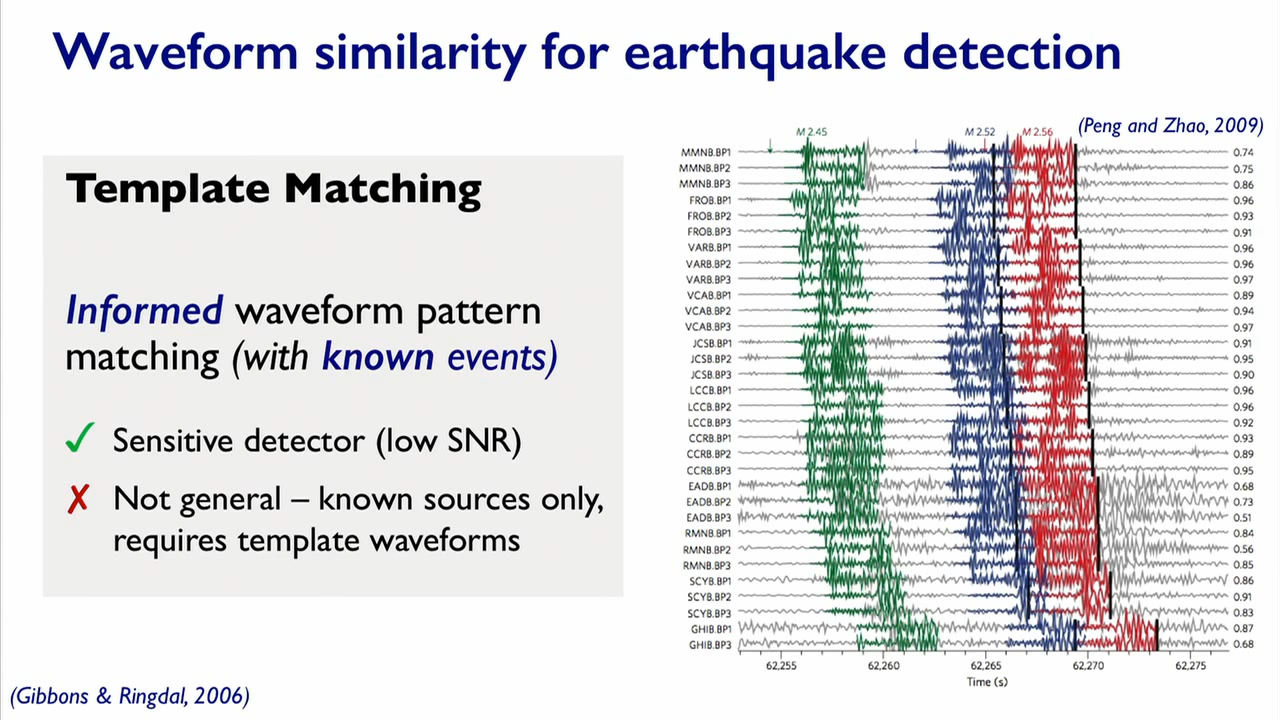 Waveform similarity for earthquake detection
(Peng and Zhao, 2009)
Template Matching
Informed waveform pattern
matching (with known events)
✓ Sensitive detector (low SNR)
✗ Not general – known sources only,
requires template waveforms
(Gibbons & Ringdal, 2006)
M 2.45 M 2.52 M 2.56
MMNB.BP1 0.74
MMNB.BP2 0.75
MMNB.BP3 0.86
FROB.BP1 0.96
FROB.BP2 0.93
FROB.BP3 0.91
VARB.BP1 0.96
VARB.BP2 0.96
VARB.BP3 0.97
VCAB.BP1 0.89
VCAB.BP2 0.94
VCAB.BP3 0.97
JCSB.BP1 0.91
JCSB.BP2 0.95
JCSB.BP3 0.90
LCCB.BP1 0.96
LCCB.BP2 0.96
LCCB.BP3 0.92
CCRB.BP1 0.93
CCRB.BP2 0.89
CCRB.BP3 0.95
EADB.BP1 0.68
EADB.BP2 0.73
EADB.BP3 0.51
RMNB.BP1 0.84
RMNB.BP2 0.56
RMNB.BP3 0.85
SCYB.BP1 0.86
SCYB.BP2 0.91
SCYB.BP3 0.83
GHIB.BP1 0.87
GHIB.BP3 0.68
62,255 62,260 62,265 62,270 62,275
Time (s)